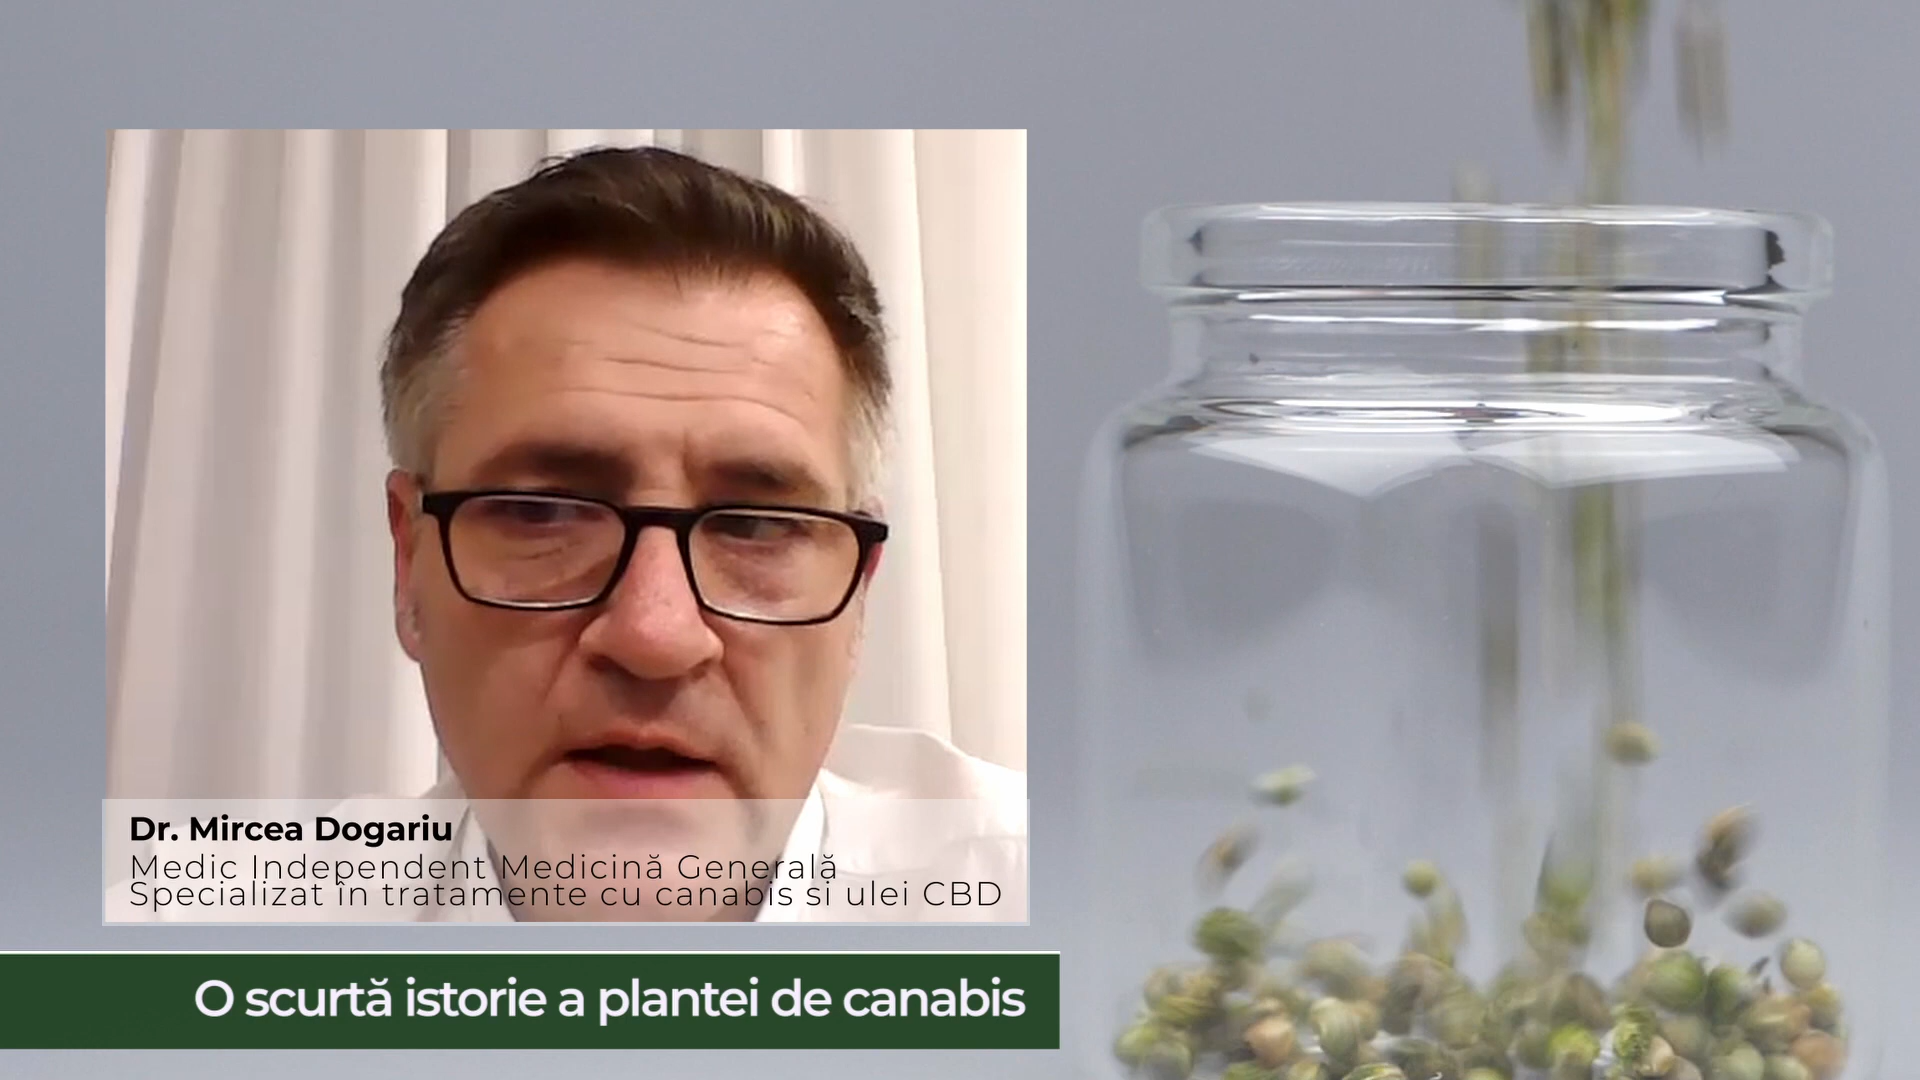 Dr. Mircea Dogariu
Medic Independent Medicină Generală
Specializat în tratamente cu canabis si ulei CBD
O scurtă istorie a plantei de canabis